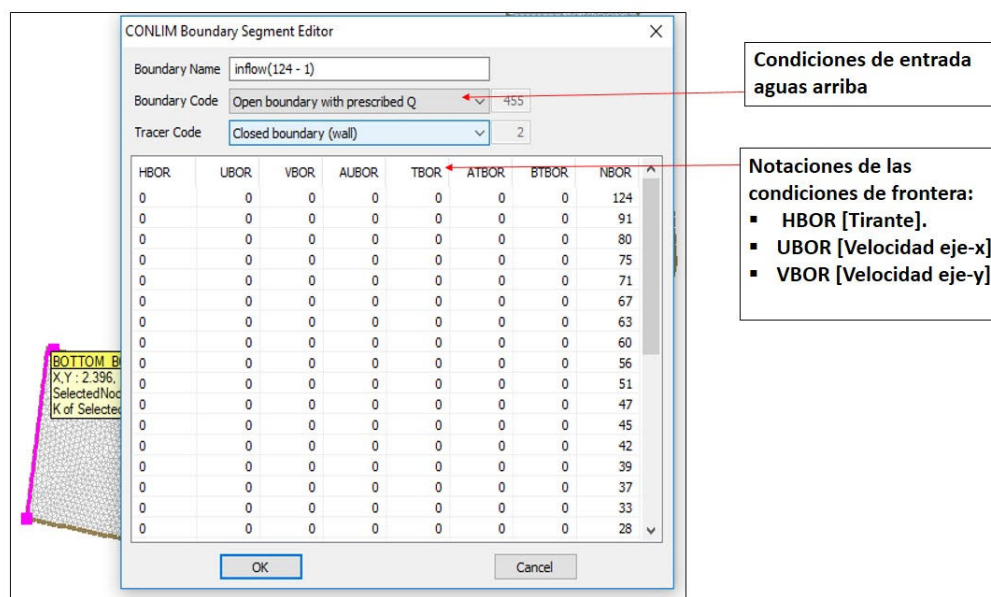 CONLIM Boundary Segment Editor
Boundary Name inflow(124 - 1)
Boundary Code Open boundary with prescribed Q 455
Tracer Code Closed boundary (wall) 2
HBOR UBOR VBOR AUBOR TBOR ATBOR BTBOR NBOR
0 0 0 0 0 0 0 124
0 0 0 0 0 0 0 91
0 0 0 0 0 0 0 80
0 0 0 0 0 0 0 75
0 0 0 0 0 0 0 71
0 0 0 0 0 0 0 67
0 0 0 0 0 0 0 63
0 0 0 0 0 0 0 60
0 0 0 0 0 0 0 56
0 0 0 0 0 0 0 51
0 0 0 0 0 0 0 47
0 0 0 0 0 0 0 45
0 0 0 0 0 0 0 42
0 0 0 0 0 0 0 39
0 0 0 0 0 0 0 37
0 0 0 0 0 0 0 33
0 0 0 0 0 0 0 28
OK Cancel
BOTTOM
X,Y : 2.396,
K of
Condiciones de entrada
aguas arriba
Notaciones de las
condiciones de frontera:
▪ HBOR [Tirante].
▪ UBOR [Velocidad eje-x]
▪ VBOR [Velocidad eje-y]